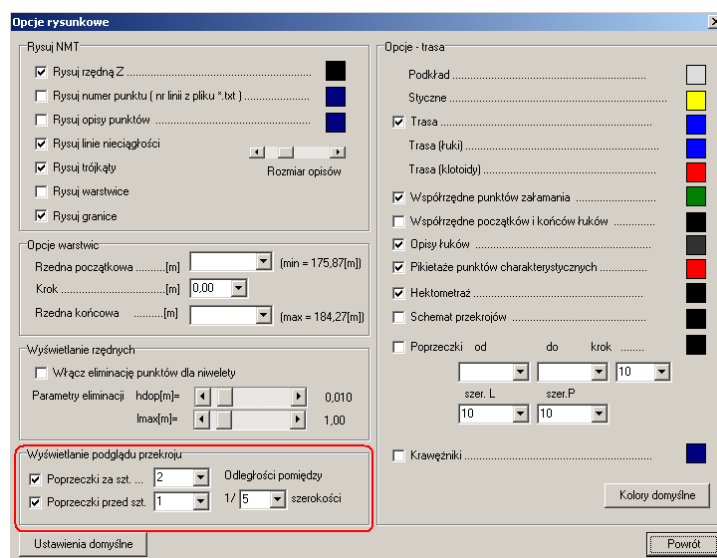 Opcje rysunkowe
Rysuj NMT
Rysuj rzędną Z ............................................
Rysuj numer punktu ( nr linii z pliku *.txt ) ......................
Rysuj opisy punktów .....................................
Rysuj linie nieciągłości
Rysuj trójkąty
Rozmiar opisów
Rysuj warstwice
Rysuj granice
Opcje warstwic
Rzedna początkowa ..........[m] (min = 175,87[m])
Krok ...........................[m] 0,00
Rzedna końcowa ..........[m] (max = 184,27[m])
Wyświetlanie rzędnych
Włącz eliminację punktów dla niwelety
Parametry eliminacji hdop[m]= 0,010
lmax[m]= 1,00
Wyświetlanie podglądu przekroju
Poprzeczki za szt. ... 2 Odległości pomiędzy
Poprzeczki przed szt. 1 1/ 5 szerokości
Ustawienia domyślne
Opcje - trasa
Podkład ..................................................
Styczne ....................................................
Trasa ........................................................
Trasa (łuki) ..............................................
Trasa (klotoidy) ........................................
Współrzędne punktów załamania ................
Współrzędne początków i końców łuków ..............
Opisy łuków ............................................
Pikietaże punktów charakterystycznych ..............
Hektometraż ............................................
Schemat przekrojów ....................................
Poprzeczki od do krok ........
10
szer. L szer.P
10 10
Krawężniki ................................................
Kolory domyślne
Powrót